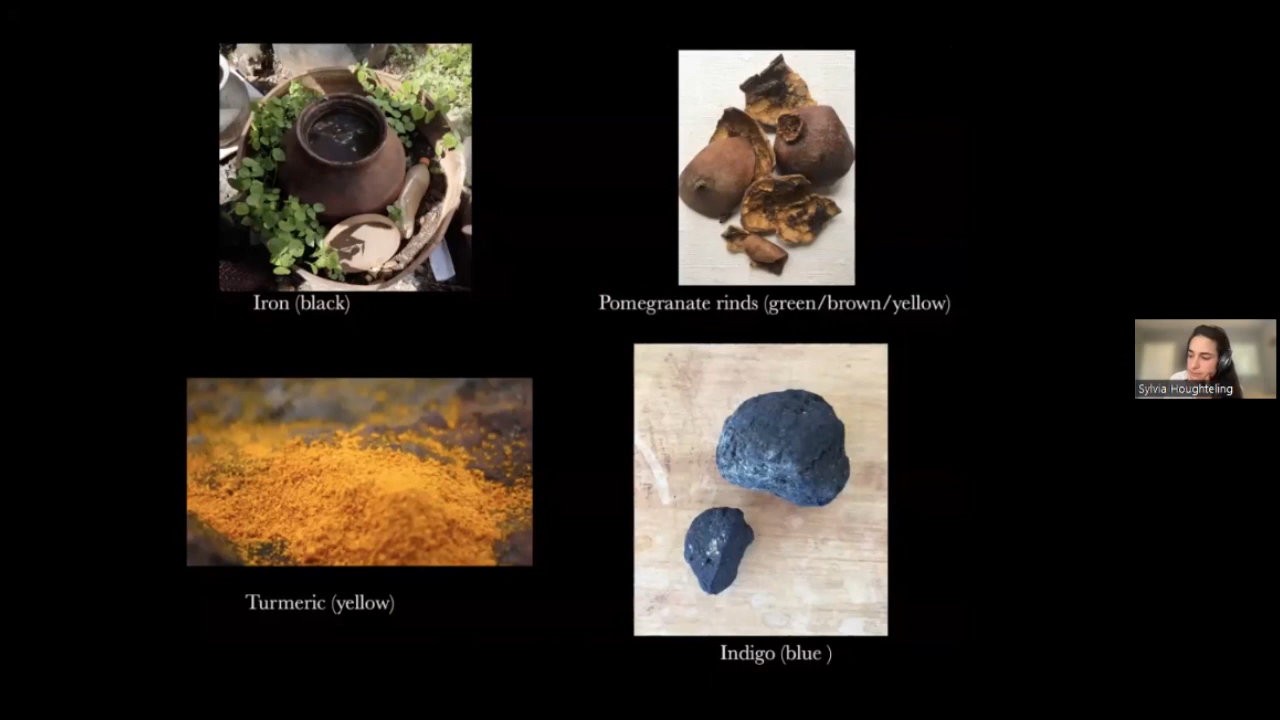 Iron (black)
Pomegranate rinds (green/brown/yellow)
Sylvia Houghteling
Turmeric (yellow)
Indigo (blue )